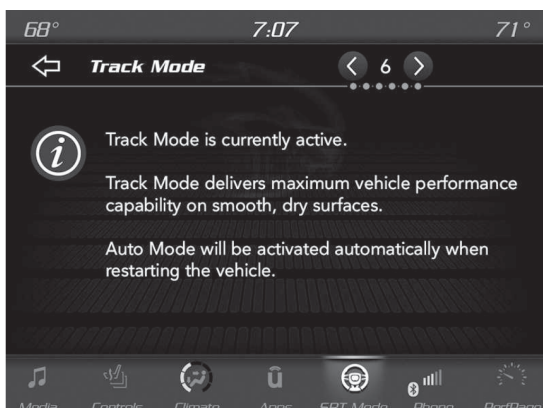 68° 7:07 71°
Track Mode 6
Track Mode is currently active.
Track Mode delivers maximum vehicle performance
capability on smooth, dry surfaces.
Auto Mode will be activated automatically when
restarting the vehicle.
Media Controls Climate Apps SRT Mode Phone PerfPage